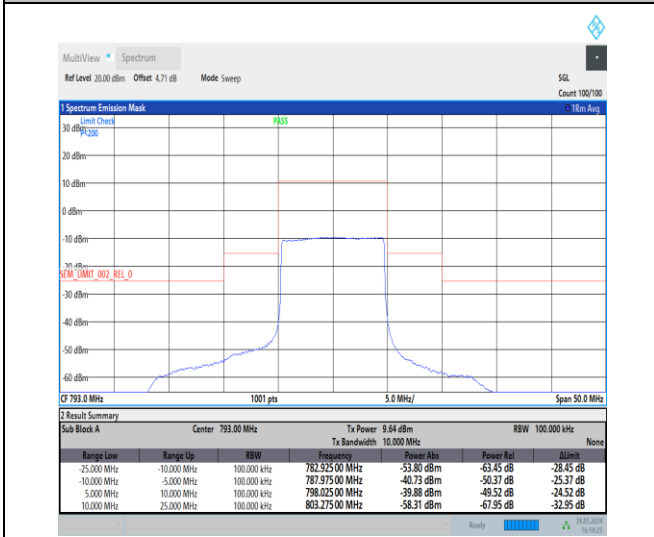 MultiView Spectrum
Ref Level 20.00 dBm Offset 4.71 dB Mode Sweep SGL
Count 100/100
1 Spectrum Emission Mask 1Rm Avg
Limit Check PASS
30 dBm P<200
20 dBm
10 dBm
0 dBm
-10 dBm
-20 dBm
SEM_LIMIT_002_REL_0
-30 dBm
-40 dBm
-50 dBm
-60 dBm
CF 793.0 MHz 1001 pts 5.0 MHz/ Span 50.0 MHz
2 Result Summary
Sub Block A Center 793.00 MHz Tx Power 9.64 dBm RBW 100.000 kHz
Tx Bandwidth 10.000 MHz None
Range Low Range Up RBW Frequency Power Abs Power Rel ΔLimit
-25.000 MHz -10.000 MHz 100.000 kHz 782.92500 MHz -53.80 dBm -63.45 dB -28.45 dB
-10.000 MHz -5.000 MHz 100.000 kHz 787.97500 MHz -40.73 dBm -50.37 dB -25.37 dB
5.000 MHz 10.000 MHz 100.000 kHz 798.02500 MHz -39.88 dBm -49.52 dB -24.52 dB
10.000 MHz 25.000 MHz 100.000 kHz 803.27500 MHz -58.31 dBm -67.95 dB -32.95 dB
Ready 24.05.2024